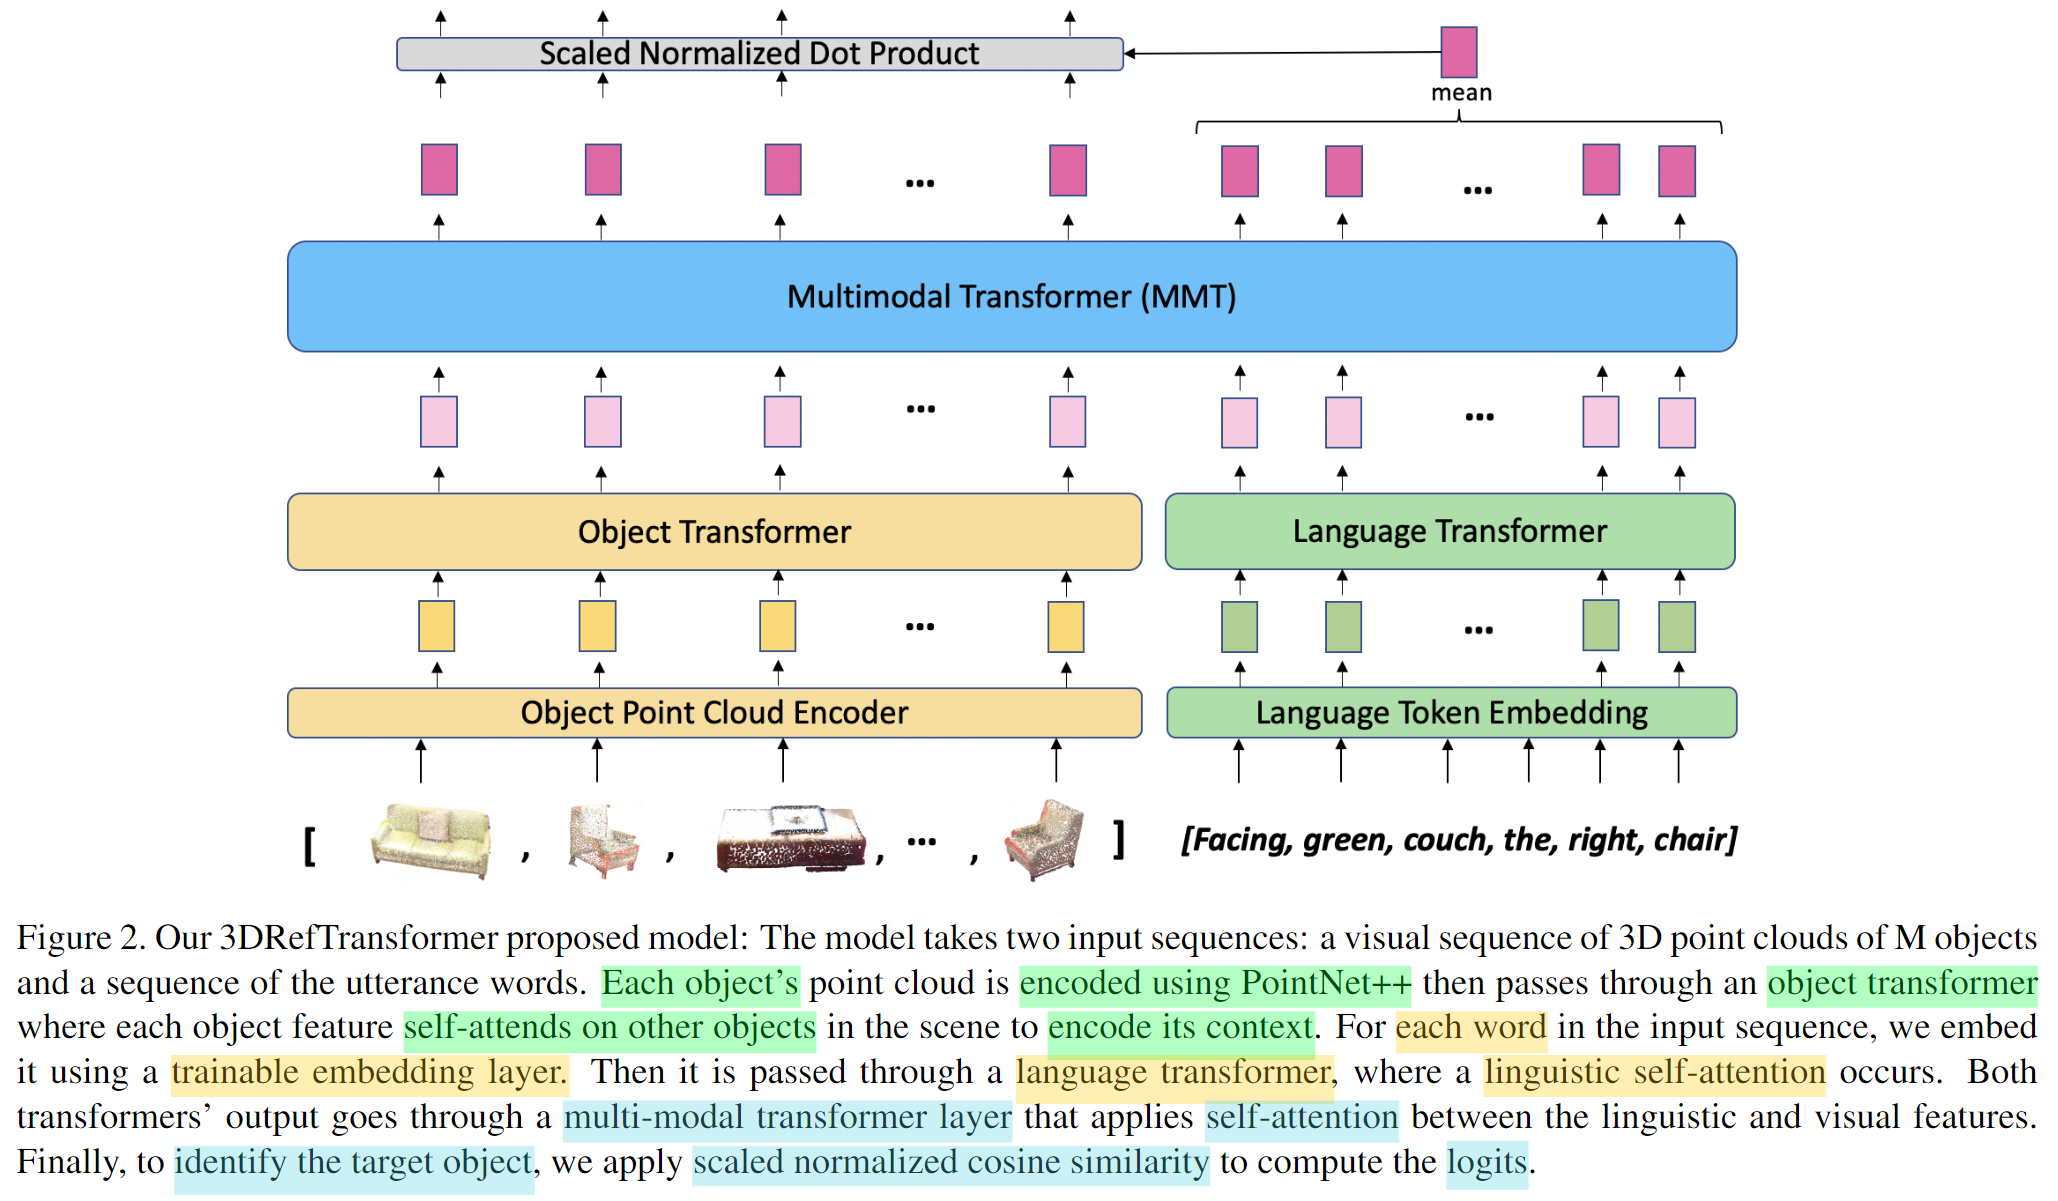 Scaled Normalized Dot Product
mean
... ...
Multimodal Transformer (MMT)
... ...
Object Transformer Language Transformer
... ...
Object Point Cloud Encoder Language Token Embedding
[ , , , ... , ] [Facing, green, couch, the, right, chair]
Figure 2. Our 3DRefTransformer proposed model: The model takes two input sequences: a visual sequence of 3D point clouds of M objects
and a sequence of the utterance words. Each object's point cloud is encoded using PointNet++ then passes through an object transformer
where each object feature self-attends on other objects in the scene to encode its context. For each word in the input sequence, we embed
it using a trainable embedding layer. Then it is passed through a language transformer, where a linguistic self-attention occurs. Both
transformers' output goes through a multi-modal transformer layer that applies self-attention between the linguistic and visual features.
Finally, to identify the target object, we apply scaled normalized cosine similarity to compute the logits.